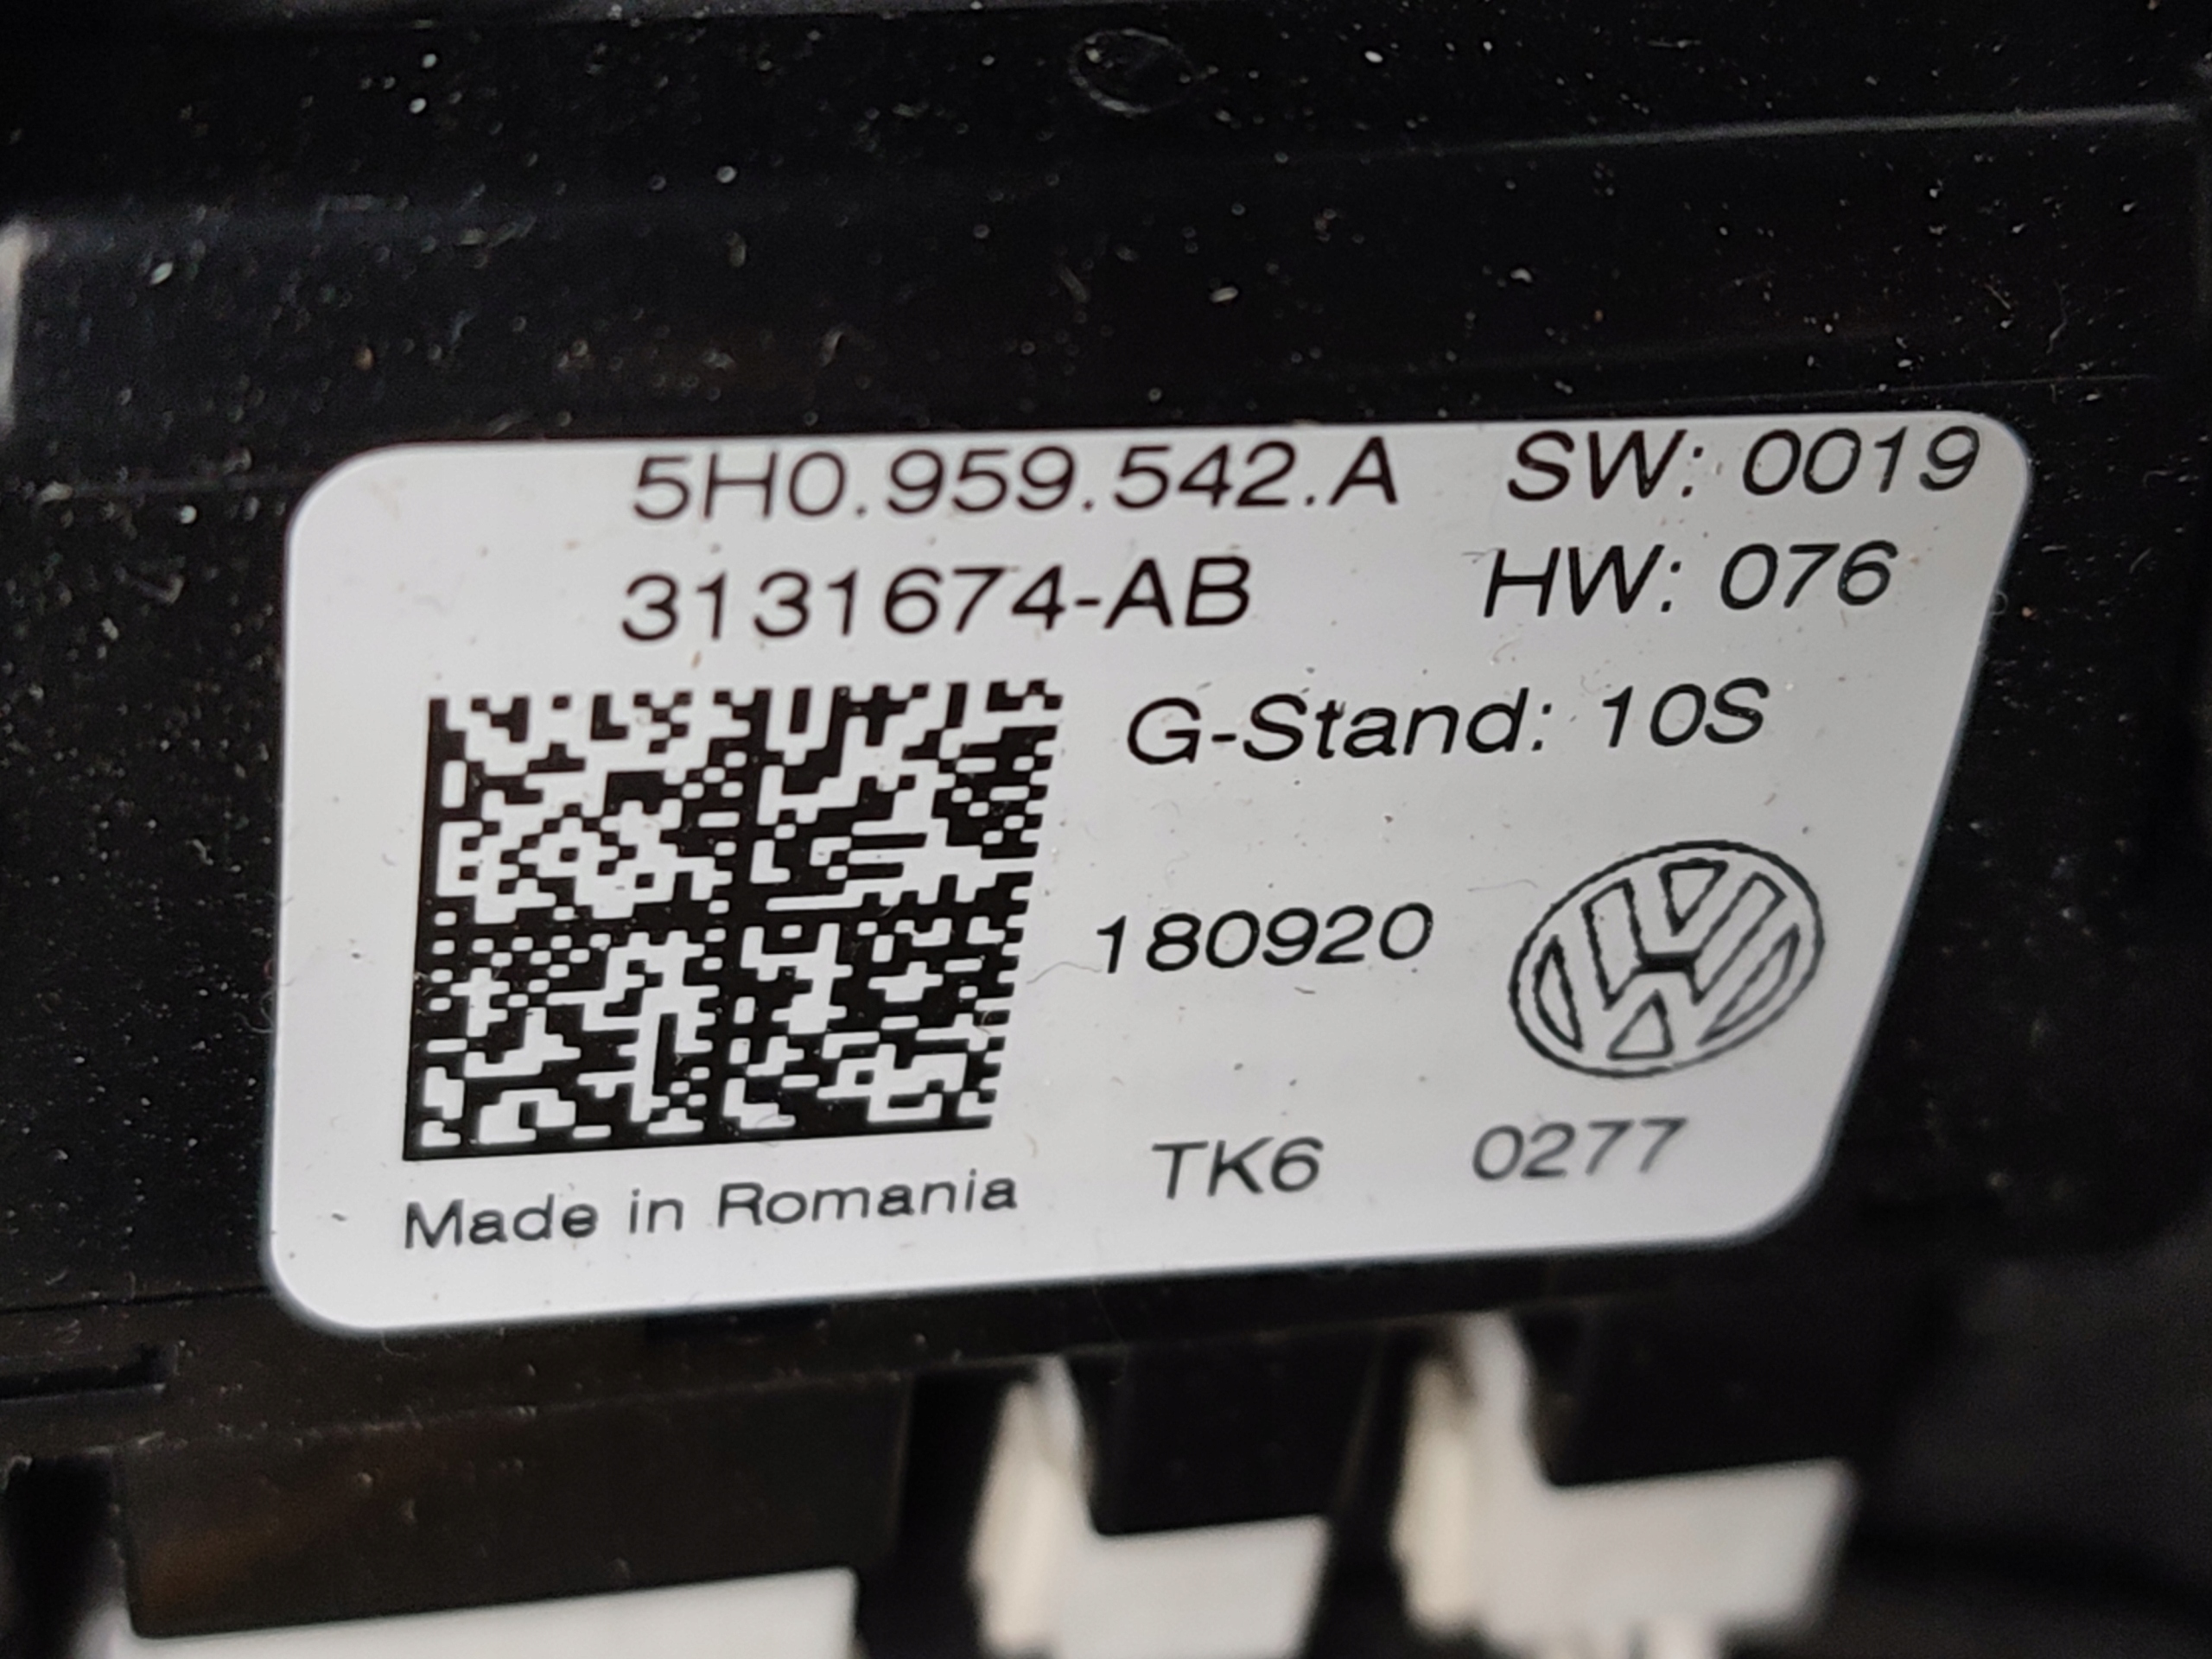 5H0.959.542.A SW: 0019
3131674-AB HW: 076
G-Stand: 10S
180920
TK6 0277
Made in Romania